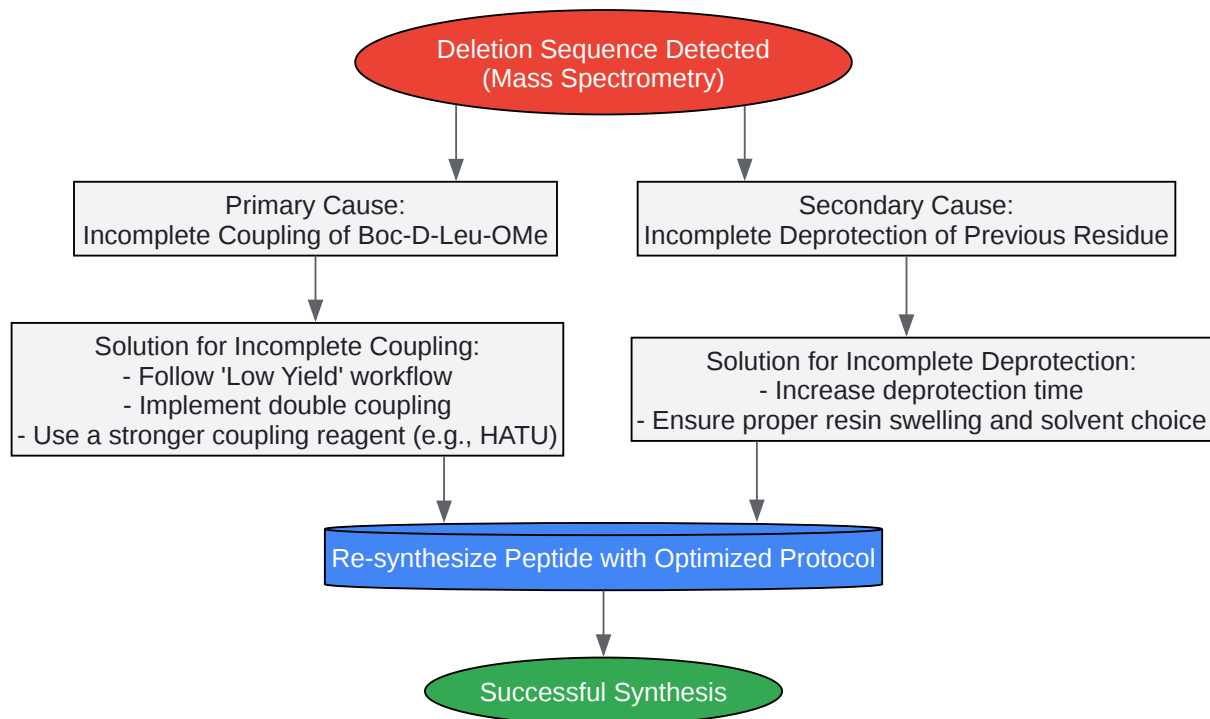 Deletion Sequence Detected
(Mass Spectrometry)
Primary Cause:
Incomplete Coupling of Boc-D-Leu-OMe
Secondary Cause:
Incomplete Deprotection of Previous Residue
Solution for Incomplete Coupling:
- Follow 'Low Yield' workflow
- Implement double coupling
- Use a stronger coupling reagent (e.g., HATU)
Solution for Incomplete Deprotection:
- Increase deprotection time
- Ensure proper resin swelling and solvent choice
Re-synthesize Peptide with Optimized Protocol
Successful Synthesis